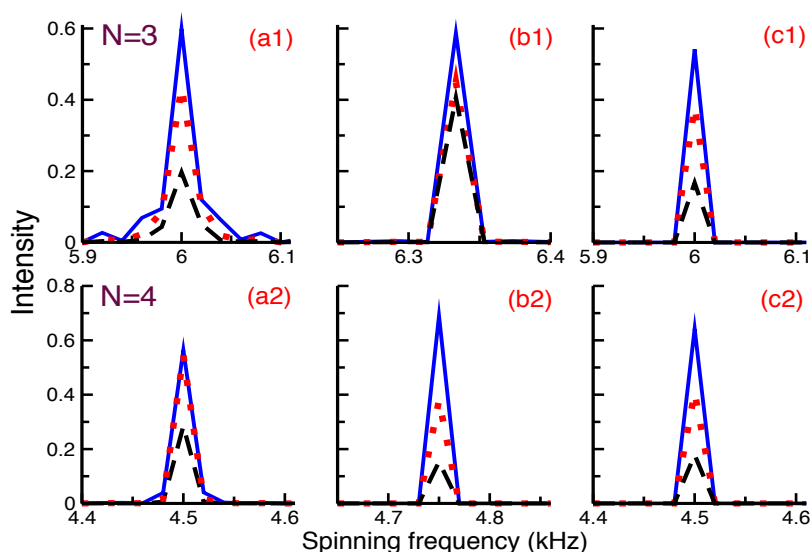 N=3 (a1) (b1) (c1)
0.6
0.4
0.2
0
5.9 6 6.1 6.3 6.4 5.9 6 6.1
Intensity
N=4 (a2) (b2) (c2)
0.8
0.6
0.4
0.2
0
4.4 4.5 4.6 4.7 4.8 4.4 4.5 4.6
Spinning frequency (kHz)